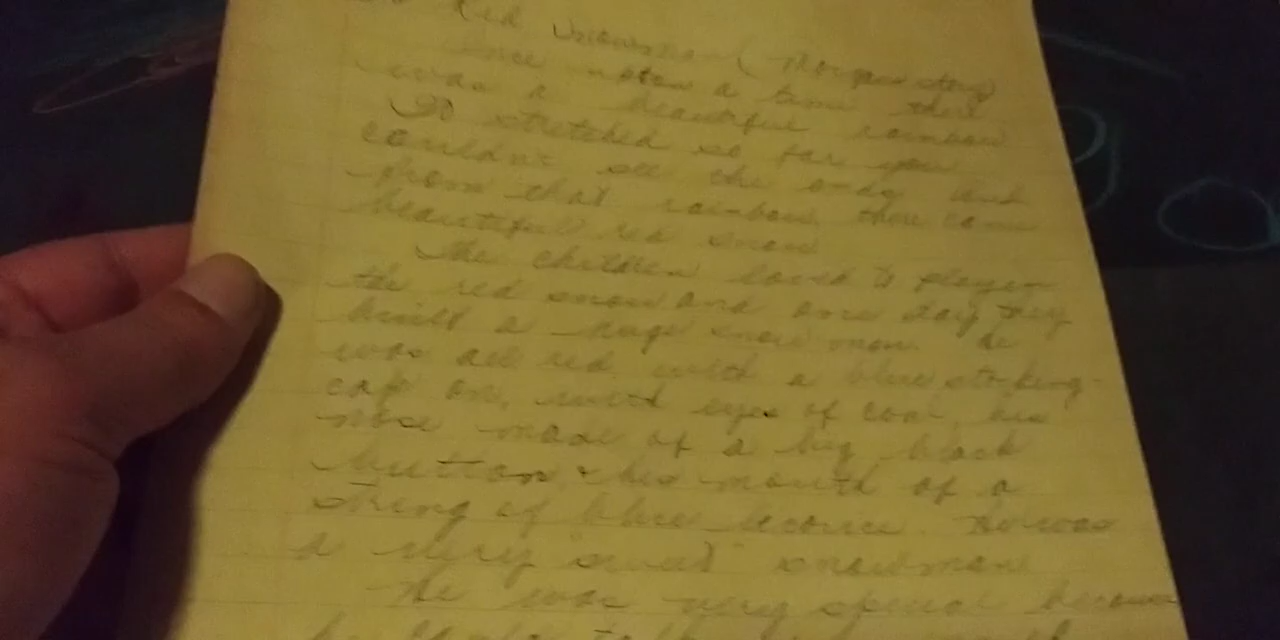 Red Snowman (Morgan story
Once upon a time there
was a beautiful rainbow
It stretched so far you
couldn't see the ends and
from that rainbow there came
beautiful red snow
The children loved to play in
the red snow and one day they
built a huge snow man. He
was all red with a blue stocking-
cap on, with eyes of coal, his
nose made of a big black
button & his mouth of a
string of blue licorice. He was
a very "sweet" snowman
He was very special because